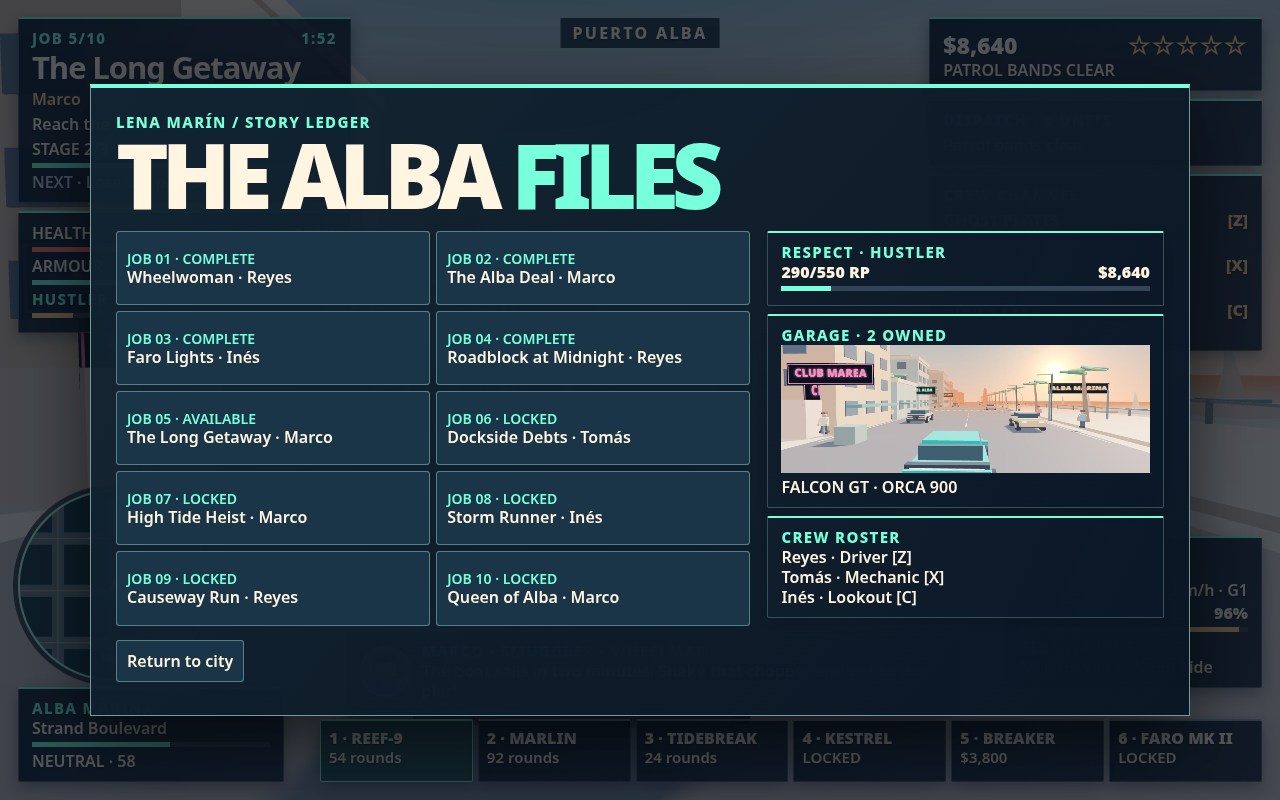 JOB 5/10
1:52
The Long Getaway
Marco
Reach t
STAGE 2
NEXT · L
HEALTH
ARMOU
HUSTL
PUERTO ALBA
$8,640
☆☆☆☆☆
PATROL BANDS CLEAR
[Z]
[X]
[C]
LENA MARÍN / STORY LEDGER
THE ALBA FILES
JOB 01 · COMPLETE
Wheelwoman · Reyes
JOB 02 · COMPLETE
The Alba Deal · Marco
JOB 03 · COMPLETE
Faro Lights · Inés
JOB 04 · COMPLETE
Roadblock at Midnight · Reyes
JOB 05 · AVAILABLE
The Long Getaway · Marco
JOB 06 · LOCKED
Dockside Debts · Tomás
JOB 07 · LOCKED
High Tide Heist · Marco
JOB 08 · LOCKED
Storm Runner · Inés
JOB 09 · LOCKED
Causeway Run · Reyes
JOB 10 · LOCKED
Queen of Alba · Marco
Return to city
RESPECT · HUSTLER
290/550 RP
$8,640
GARAGE · 2 OWNED
CLUB MAREA
ALBA MARINA
FALCON GT · ORCA 900
CREW ROSTER
Reyes · Driver [Z]
Tomás · Mechanic [X]
Inés · Lookout [C]
m/h · G1
96%
ide
ALBA M
Strand Boulevard
NEUTRAL · 58
1 · REEF-9
54 rounds
2 · MARLIN
92 rounds
3 · TIDEBREAK
24 rounds
4 · KESTREL
LOCKED
5 · BREAKER
$3,800
6 · FARO MK II
LOCKED